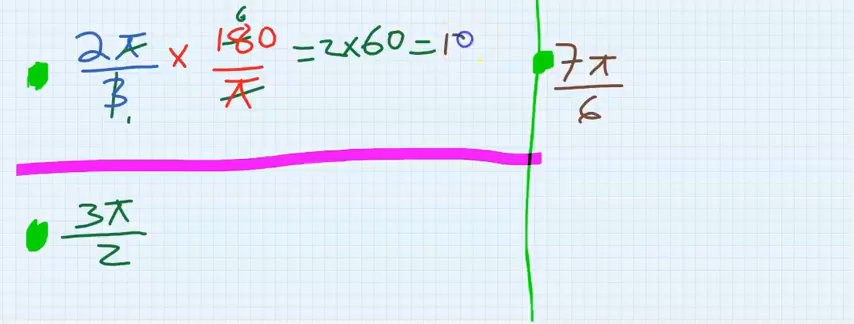 2π/3 × 180/π = 2×60 = 10
7π/6
3π/2